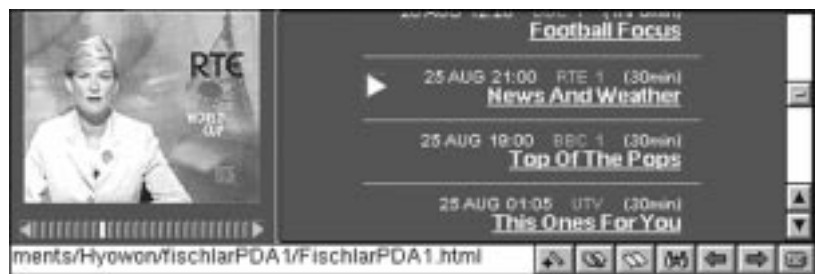 RTE
WORLD
CUP
Football Focus
25 AUG 21:00 RTE 1 (30min)
News And Weather
25 AUG 19:00 BBC 1 (30min)
Top Of The Pops
25 AUG 01:05 UTV (30min)
This Ones For You
ments/Hyowon/fischlarPDA1/FischlarPDA1.html